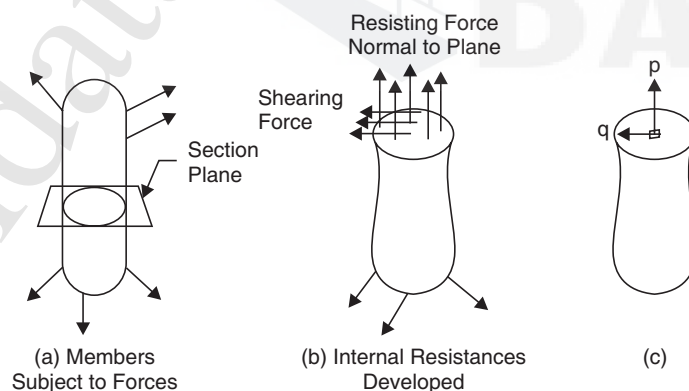 Resisting Force
Normal to Plane
Shearing
Force
Section
Plane
p
q
(a) Members
Subject to Forces
(b) Internal Resistances
Developed
(c)